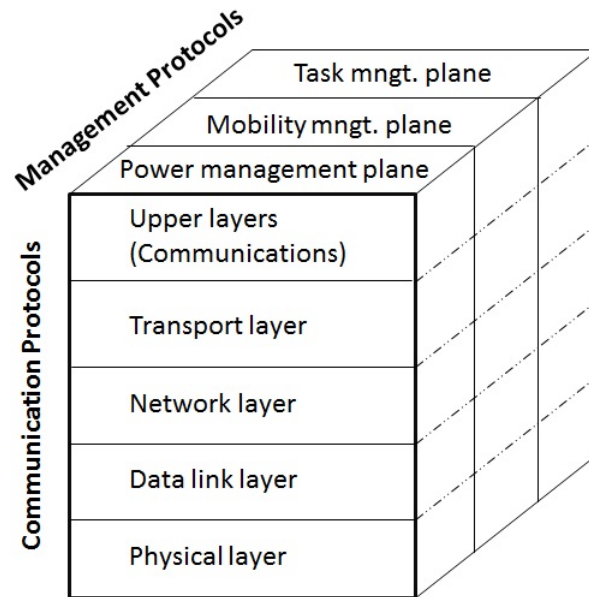 Management Protocols
Task mngt. plane
Mobility mngt. plane
Power management plane
Communication Protocols
Upper layers
(Communications)
Transport layer
Network layer
Data link layer
Physical layer